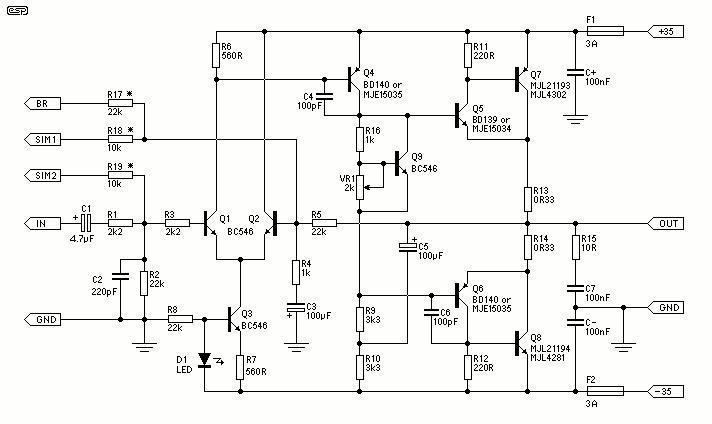 esp
R6
560R
R11
220R
F1
3A
+35
Q4
BD140 or
MJE15035
Q7
MJL21193
MJL4302
C+
100nF
C4
100pF
BR
R17 *
22k
Q5
BD139 or
MJE15034
SIM1
R18 *
10k
R16
1k
Q9
BC546
SIM2
R19 *
10k
VR1
2k
R13
0R33
IN
+
C1
4.7µF
R1
2k2
R3
2k2
Q1
Q2
BC546
R5
22k
OUT
+
C5
100µF
R14
0R33
R15
10R
R4
1k
C2
220pF
R2
22k
Q6
BD140 or
MJE15035
C7
100nF
C3
100µF
+
GND
R8
22k
Q3
BC546
R9
3k3
C6
100pF
GND
C-
100nF
D1
LED
R7
560R
R10
3k3
R12
220R
Q8
MJL21194
MJL4281
F2
3A
-35